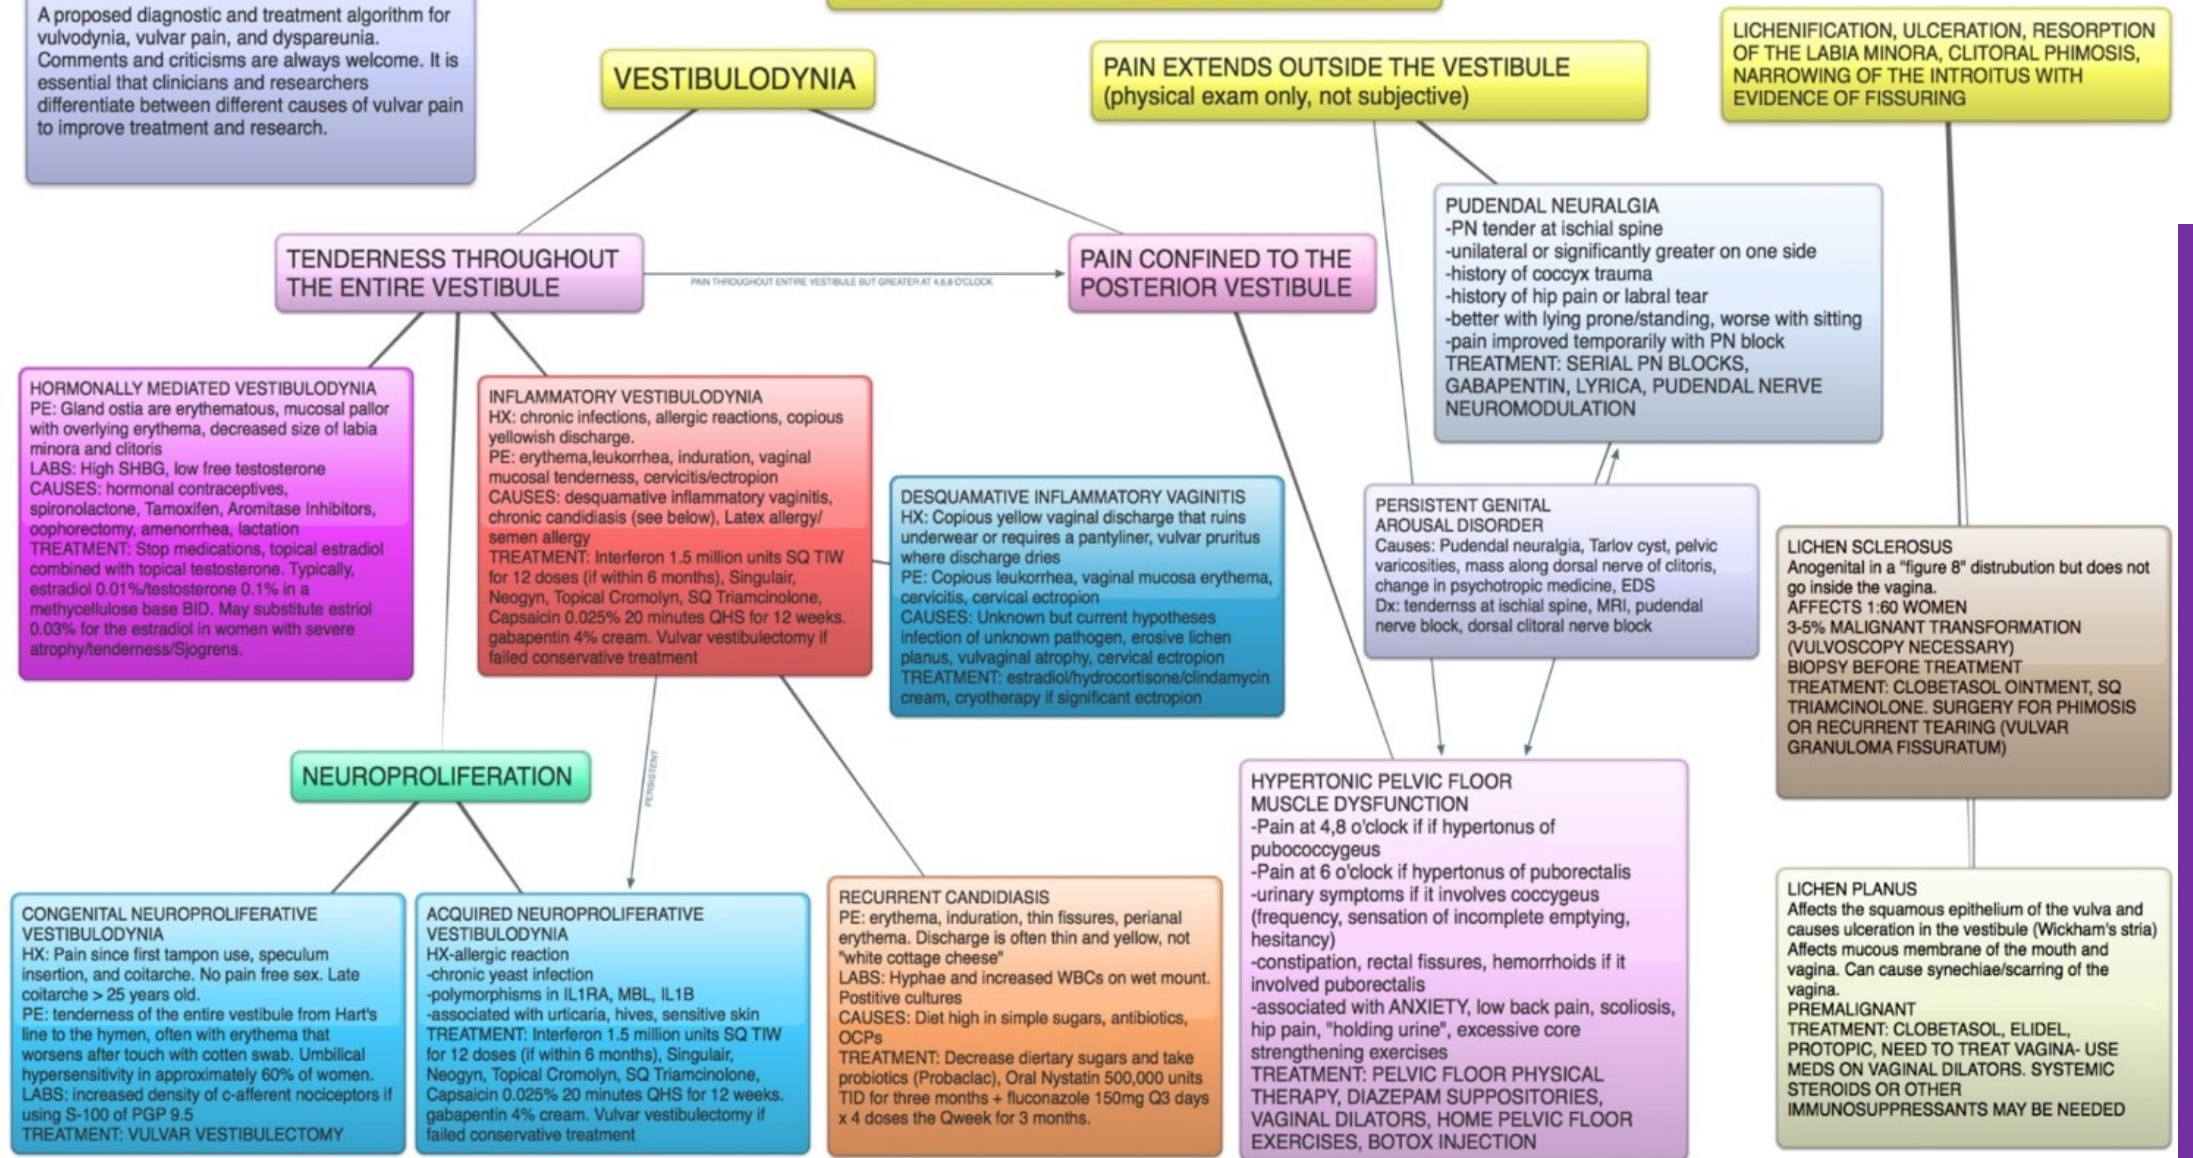 A proposed diagnostic and treatment algorithm for
vulvodynia, vulvar pain, and dyspareunia.
Comments and criticisms are always welcome. It is
essential that clinicians and researchers
differentiate between different causes of vulvar pain
to improve treatment and research.
VESTIBULODYNIA
PAIN EXTENDS OUTSIDE THE VESTIBULE
(physical exam only, not subjective)
LICHENIFICATION, ULCERATION, RESORPTION
OF THE LABIA MINORA, CLITORAL PHIMOSIS,
NARROWING OF THE INTROITUS WITH
EVIDENCE OF FISSURING
TENDERNESS THROUGHOUT
THE ENTIRE VESTIBULE
PAIN THROUGHOUT ENTIRE VESTIBULE BUT GREATER AT 4,6,8 O'CLOCK
PAIN CONFINED TO THE
POSTERIOR VESTIBULE
PUDENDAL NEURALGIA
-PN tender at ischial spine
-unilateral or significantly greater on one side
-history of coccyx trauma
-history of hip pain or labral tear
-better with lying prone/standing, worse with sitting
-pain improved temporarily with PN block
TREATMENT: SERIAL PN BLOCKS,
GABAPENTIN, LYRICA, PUDENDAL NERVE
NEUROMODULATION
HORMONALLY MEDIATED VESTIBULODYNIA
PE: Gland ostia are erythematous, mucosal pallor
with overlying erythema, decreased size of labia
minora and clitoris
LABS: High SHBG, low free testosterone
CAUSES: hormonal contraceptives,
spironolactone, Tamoxifen, Aromitase Inhibitors,
oophorectomy, amenorrhea, lactation
TREATMENT: Stop medications, topical estradiol
combined with topical testosterone. Typically,
estradiol 0.01%/testosterone 0.1% in a
methycellulose base BID. May substitute estriol
0.03% for the estradiol in women with severe
atrophy/tenderness/Sjogrens.
INFLAMMATORY VESTIBULODYNIA
HX: chronic infections, allergic reactions, copious
yellowish discharge.
PE: erythema,leukorrhea, induration, vaginal
mucosal tenderness, cervicitis/ectropion
CAUSES: desquamative inflammatory vaginitis,
chronic candidiasis (see below), Latex allergy/
semen allergy
TREATMENT: Interferon 1.5 million units SQ TIW
for 12 doses (if within 6 months), Singulair,
Neogyn, Topical Cromolyn, SQ Triamcinolone,
Capsaicin 0.025% 20 minutes QHS for 12 weeks.
gabapentin 4% cream. Vulvar vestibulectomy if
failed conservative treatment
DESQUAMATIVE INFLAMMATORY VAGINITIS
HX: Copious yellow vaginal discharge that ruins
underwear or requires a pantyliner, vulvar pruritus
where discharge dries
PE: Copious leukorrhea, vaginal mucosa erythema,
cervicitis, cervical ectropion
CAUSES: Unknown but current hypotheses
infection of unknown pathogen, erosive lichen
planus, vulvaginal atrophy, cervical ectropion
TREATMENT: estradiol/hydrocortisone/clindamycin
cream, cryotherapy if significant ectropion
PERSISTENT GENITAL
AROUSAL DISORDER
Causes: Pudendal neuralgia, Tarlov cyst, pelvic
varicosities, mass along dorsal nerve of clitoris,
change in psychotropic medicine, EDS
Dx: tendernss at ischial spine, MRI, pudendal
nerve block, dorsal clitoral nerve block
LICHEN SCLEROSUS
Anogenital in a "figure 8" distrubution but does not
go inside the vagina.
AFFECTS 1:60 WOMEN
3-5% MALIGNANT TRANSFORMATION
(VULVOSCOPY NECESSARY)
BIOPSY BEFORE TREATMENT
TREATMENT: CLOBETASOL OINTMENT, SQ
TRIAMCINOLONE. SURGERY FOR PHIMOSIS
OR RECURRENT TEARING (VULVAR
GRANULOMA FISSURATUM)
NEUROPROLIFERATION
PERSISTENT
CONGENITAL NEUROPROLIFERATIVE
VESTIBULODYNIA
HX: Pain since first tampon use, speculum
insertion, and coitarche. No pain free sex. Late
coitarche > 25 years old.
PE: tenderness of the entire vestibule from Hart's
line to the hymen, often with erythema that
worsens after touch with cotten swab. Umbilical
hypersensitivity in approximately 60% of women.
LABS: increased density of c-afferent nociceptors if
using S-100 of PGP 9.5
TREATMENT: VULVAR VESTIBULECTOMY
ACQUIRED NEUROPROLIFERATIVE
VESTIBULODYNIA
HX-allergic reaction
-chronic yeast infection
-polymorphisms in IL1RA, MBL, IL1B
-associated with urticaria, hives, sensitive skin
TREATMENT: Interferon 1.5 million units SQ TIW
for 12 doses (if within 6 months), Singulair,
Neogyn, Topical Cromolyn, SQ Triamcinolone,
Capsaicin 0.025% 20 minutes QHS for 12 weeks.
gabapentin 4% cream. Vulvar vestibulectomy if
failed conservative treatment
RECURRENT CANDIDIASIS
PE: erythema, induration, thin fissures, perianal
erythema. Discharge is often thin and yellow, not
"white cottage cheese"
LABS: Hyphae and increased WBCs on wet mount.
Postitive cultures
CAUSES: Diet high in simple sugars, antibiotics,
OCPs
TREATMENT: Decrease diertary sugars and take
probiotics (Probaclac), Oral Nystatin 500,000 units
TID for three months + fluconazole 150mg Q3 days
x 4 doses the Qweek for 3 months.
HYPERTONIC PELVIC FLOOR
MUSCLE DYSFUNCTION
-Pain at 4,8 o'clock if if hypertonus of
pubococcygeus
-Pain at 6 o'clock if hypertonus of puborectalis
-urinary symptoms if it involves coccygeus
(frequency, sensation of incomplete emptying,
hesitancy)
-constipation, rectal fissures, hemorrhoids if it
involved puborectalis
-associated with ANXIETY, low back pain, scoliosis,
hip pain, "holding urine", excessive core
strengthening exercises
TREATMENT: PELVIC FLOOR PHYSICAL
THERAPY, DIAZEPAM SUPPOSITORIES,
VAGINAL DILATORS, HOME PELVIC FLOOR
EXERCISES, BOTOX INJECTION
LICHEN PLANUS
Affects the squamous epithelium of the vulva and
causes ulceration in the vestibule (Wickham's stria)
Affects mucous membrane of the mouth and
vagina. Can cause synechiae/scarring of the
vagina.
PREMALIGNANT
TREATMENT: CLOBETASOL, ELIDEL,
PROTOPIC, NEED TO TREAT VAGINA- USE
MEDS ON VAGINAL DILATORS. SYSTEMIC
STEROIDS OR OTHER
IMMUNOSUPPRESSANTS MAY BE NEEDED